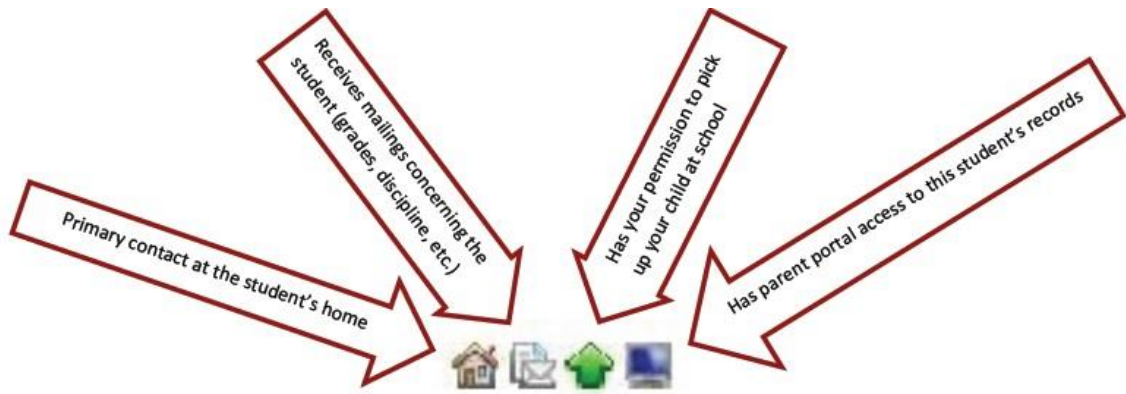 Primary contact at the student’s home
Receives mailings concerning the
student (grades, discipline, etc.)
Has your permission to pick
up your child at school
Has parent portal access to this student’s records